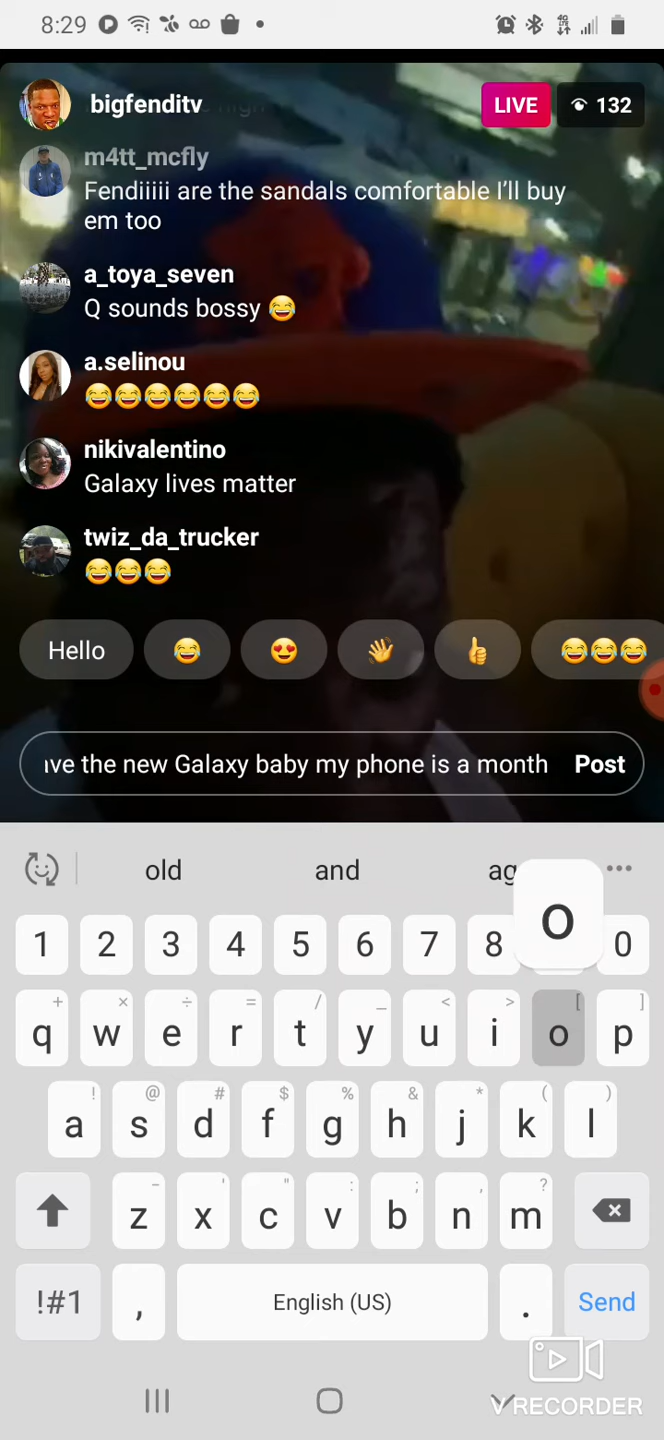 8:29
bigfenditv
LIVE
132
m4tt_mcfly
Fendiiiii are the sandals comfortable I'll buy
em too
a_toya_seven
Q sounds bossy 😂
a.selinou
😂😂😂😂😂😂
nikivalentino
Galaxy lives matter
twiz_da_trucker
😂😂😂
Hello 😂 😍 👋 👍 😂😂😂
ave the new Galaxy baby my phone is a month Post
old and ag
o
1 2 3 4 5 6 7 8 0
+ × ÷ = / _ < > [ ]
q w e r t y u i o p
! @ # $ % & * ( )
a s d f g h j k l
- ' " : ; , ?
z x c v b n m
!#1 , English (US) . Send
V RECORDER